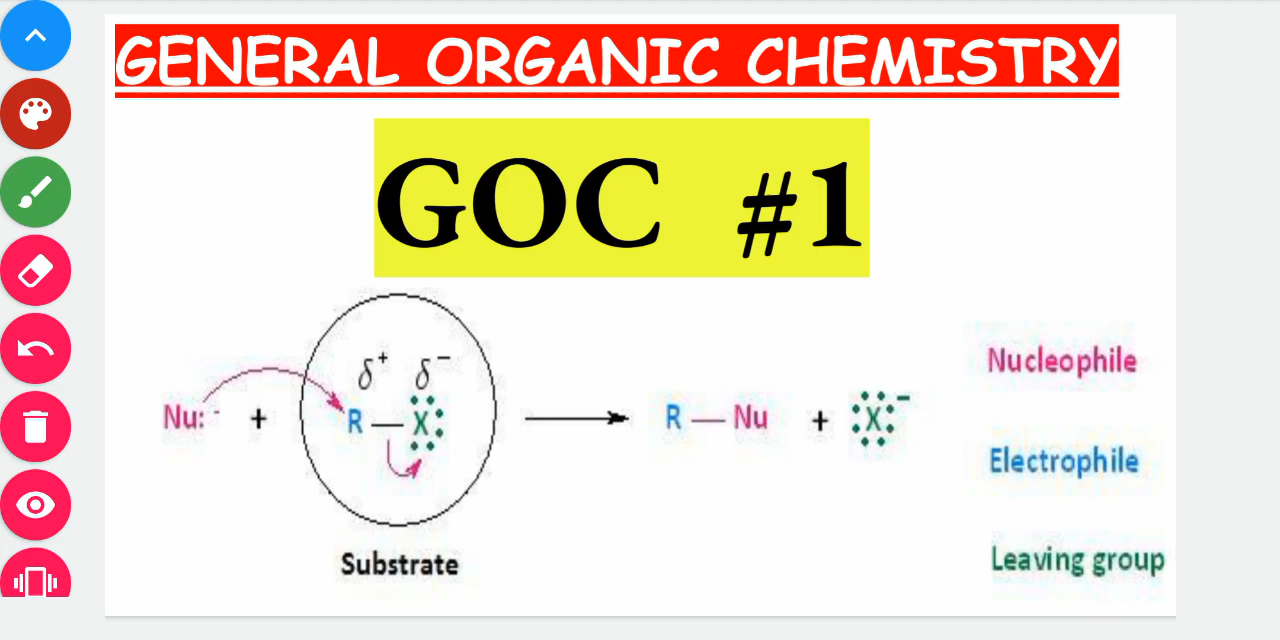 GENERAL ORGANIC CHEMISTRY
GOC #1
δ+ δ−
Nu:- + R — X → R — Nu + X−
Substrate
Nucleophile
Electrophile
Leaving group